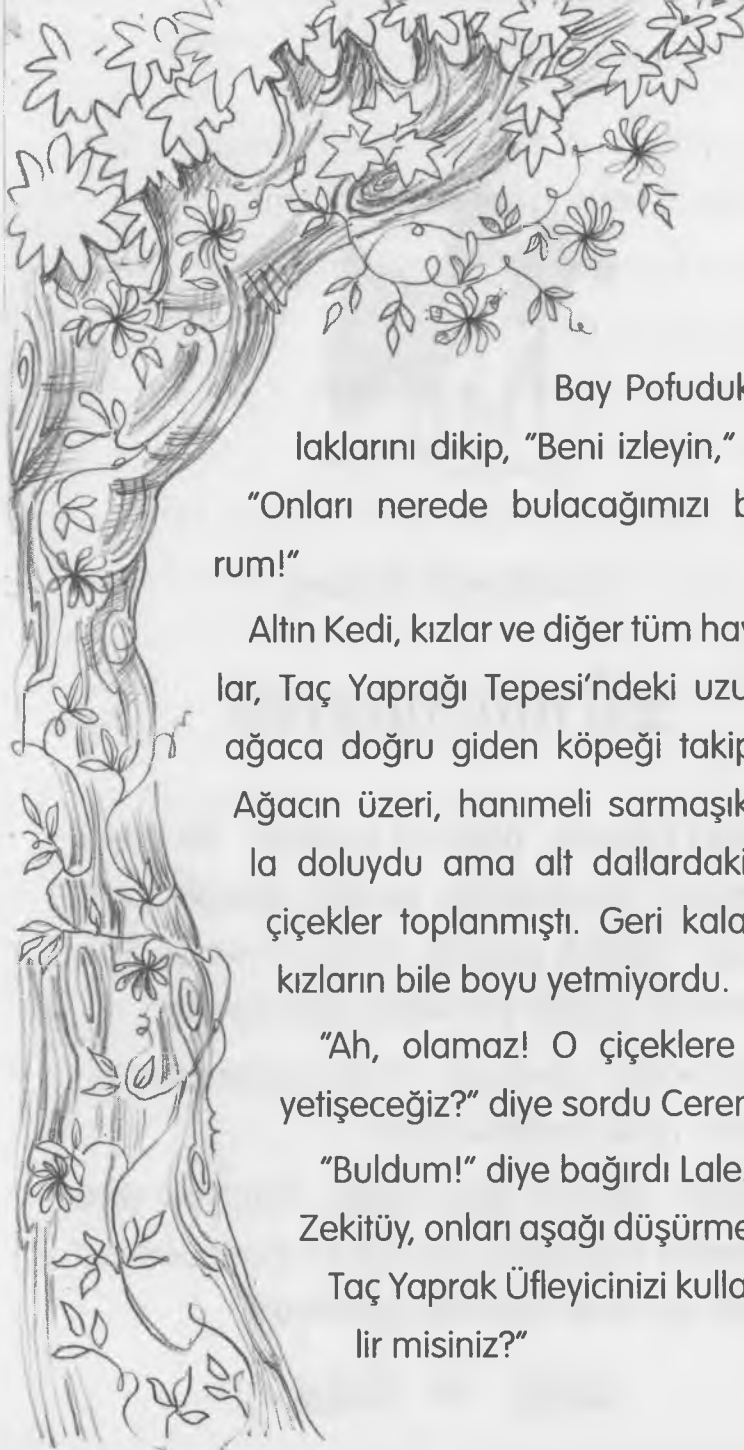 Bay Pofuduk
laklarını dikip, "Beni izleyin,"
"Onları nerede bulacağımızı b
rum!"
Altın Kedi, kızlar ve diğer tüm hay
lar, Taç Yaprağı Tepesi'ndeki uzu
ağaca doğru giden köpeği takip
Ağacın üzeri, hanımeli sarmaşık
la doluydu ama alt dallardaki
çiçekler toplanmıştı. Geri kala
kızların bile boyu yetmiyordu.
"Ah, olamaz! O çiçeklere
yetişeceğiz?" diye sordu Ceren
"Buldum!" diye bağırdı Lale
Zekitüy, onları aşağı düşürme
Taç Yaprak Üfleyicinizi kulla
lir misiniz?"